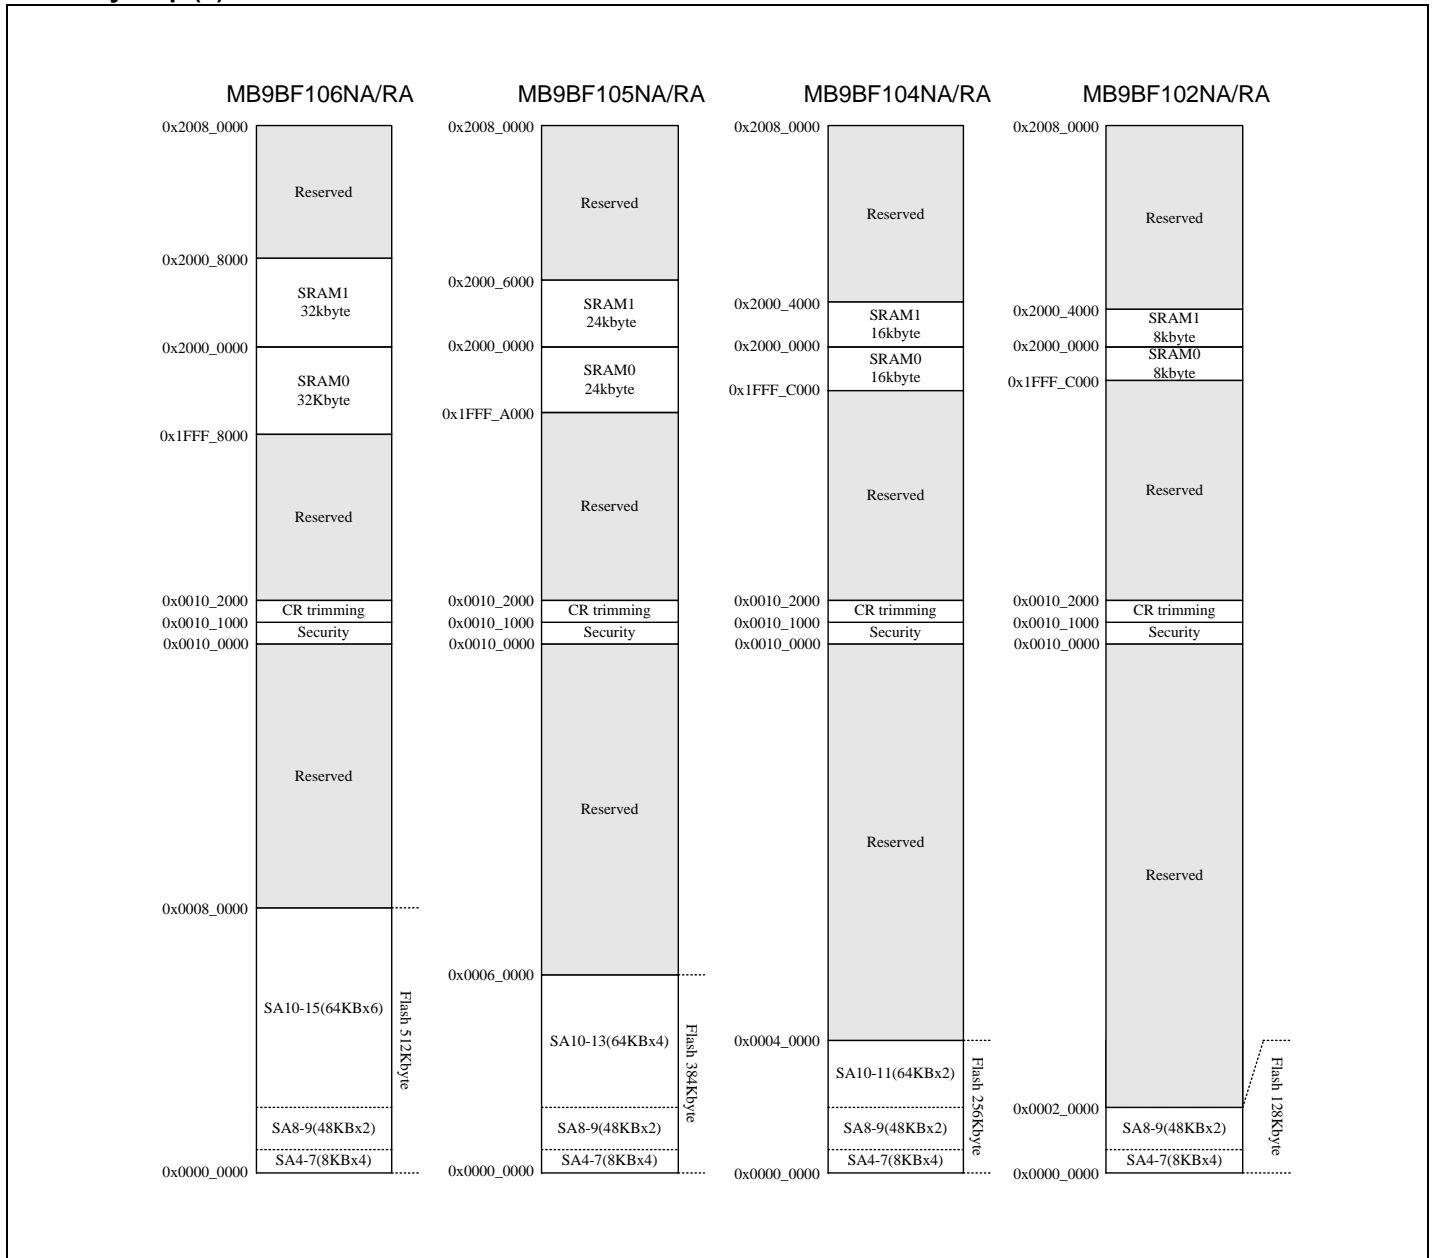 MB9BF106NA/RA
0x2008_0000
Reserved
0x2000_8000
SRAM1
32kbyte
0x2000_0000
SRAM0
32Kbyte
0x1FFF_8000
Reserved
0x0010_2000
CR trimming
0x0010_1000
Security
0x0010_0000
Reserved
0x0008_0000
SA10-15(64KBx6)
Flash 512Kbyte
SA8-9(48KBx2)
SA4-7(8KBx4)
0x0000_0000
MB9BF105NA/RA
0x2008_0000
Reserved
0x2000_6000
SRAM1
24kbyte
0x2000_0000
SRAM0
24kbyte
0x1FFF_A000
Reserved
0x0010_2000
CR trimming
0x0010_1000
Security
0x0010_0000
Reserved
0x0006_0000
SA10-13(64KBx4)
Flash 384Kbyte
SA8-9(48KBx2)
SA4-7(8KBx4)
0x0000_0000
MB9BF104NA/RA
0x2008_0000
Reserved
0x2000_4000
SRAM1
16kbyte
0x2000_0000
SRAM0
16kbyte
0x1FFF_C000
Reserved
0x0010_2000
CR trimming
0x0010_1000
Security
0x0010_0000
Reserved
0x0004_0000
SA10-11(64KBx2)
Flash 256Kbyte
SA8-9(48KBx2)
SA4-7(8KBx4)
0x0000_0000
MB9BF102NA/RA
0x2008_0000
Reserved
0x2000_4000
SRAM1
8kbyte
0x2000_0000
SRAM0
8kbyte
0x1FFF_C000
Reserved
0x0010_2000
CR trimming
0x0010_1000
Security
0x0010_0000
Reserved
0x0002_0000
Flash 128Kbyte
SA8-9(48KBx2)
SA4-7(8KBx4)
0x0000_0000